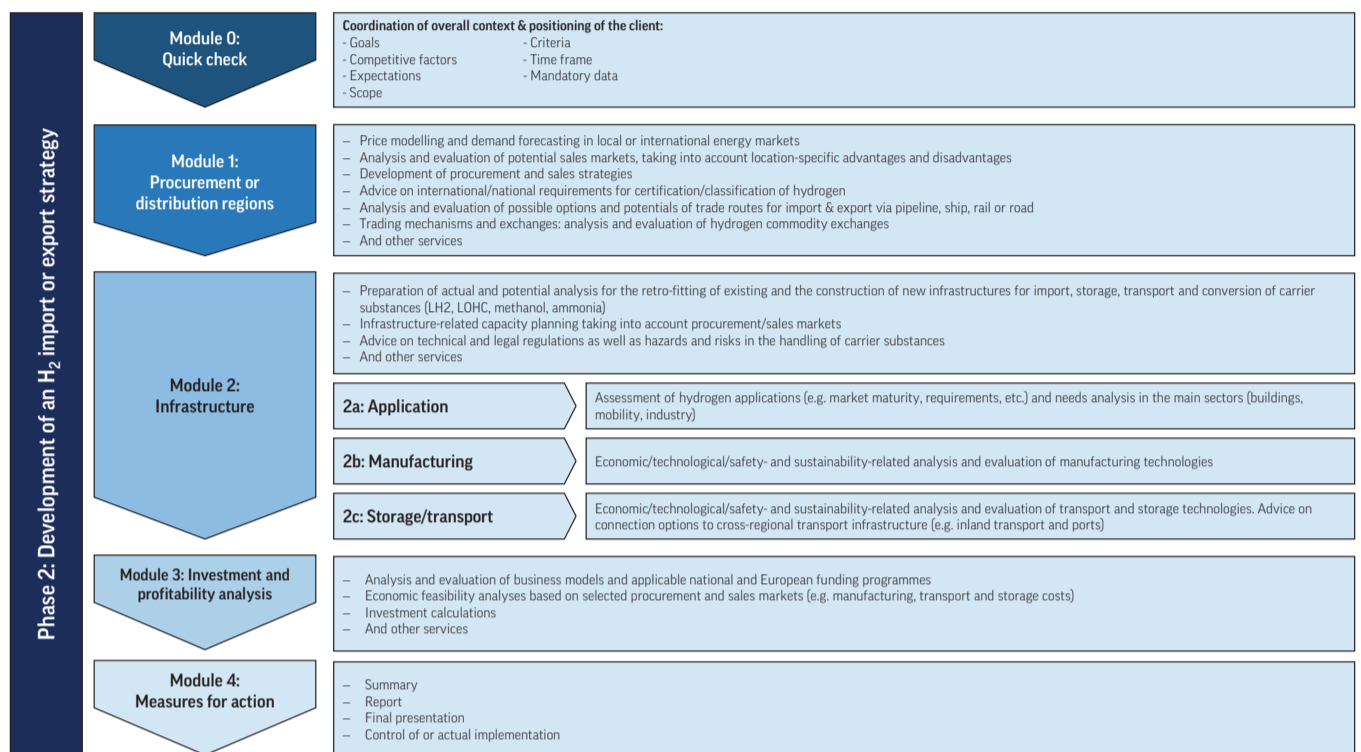 Phase 2: Development of an H₂ import or export strategy
Module 0:
Quick check
Coordination of overall context & positioning of the client:
- Goals
- Competitive factors
- Expectations
- Scope
- Criteria
- Time frame
- Mandatory data
Module 1:
Procurement or
distribution regions
– Price modelling and demand forecasting in local or international energy markets
– Analysis and evaluation of potential sales markets, taking into account location-specific advantages and disadvantages
– Development of procurement and sales strategies
– Advice on international/national requirements for certification/classification of hydrogen
– Analysis and evaluation of possible options and potentials of trade routes for import & export via pipeline, ship, rail or road
– Trading mechanisms and exchanges: analysis and evaluation of hydrogen commodity exchanges
– And other services
Module 2:
Infrastructure
– Preparation of actual and potential analysis for the retro-fitting of existing and the construction of new infrastructures for import, storage, transport and conversion of carrier
substances (LH2, LOHC, methanol, ammonia)
– Infrastructure-related capacity planning taking into account procurement/sales markets
– Advice on technical and legal regulations as well as hazards and risks in the handling of carrier substances
– And other services
2a: Application
Assessment of hydrogen applications (e.g. market maturity, requirements, etc.) and needs analysis in the main sectors (buildings,
mobility, industry)
2b: Manufacturing
Economic/technological/safety- and sustainability-related analysis and evaluation of manufacturing technologies
2c: Storage/transport
Economic/technological/safety- and sustainability-related analysis and evaluation of transport and storage technologies. Advice on
connection options to cross-regional transport infrastructure (e.g. inland transport and ports)
Module 3: Investment and
profitability analysis
– Analysis and evaluation of business models and applicable national and European funding programmes
– Economic feasibility analyses based on selected procurement and sales markets (e.g. manufacturing, transport and storage costs)
– Investment calculations
– And other services
Module 4:
Measures for action
– Summary
– Report
– Final presentation
– Control of or actual implementation